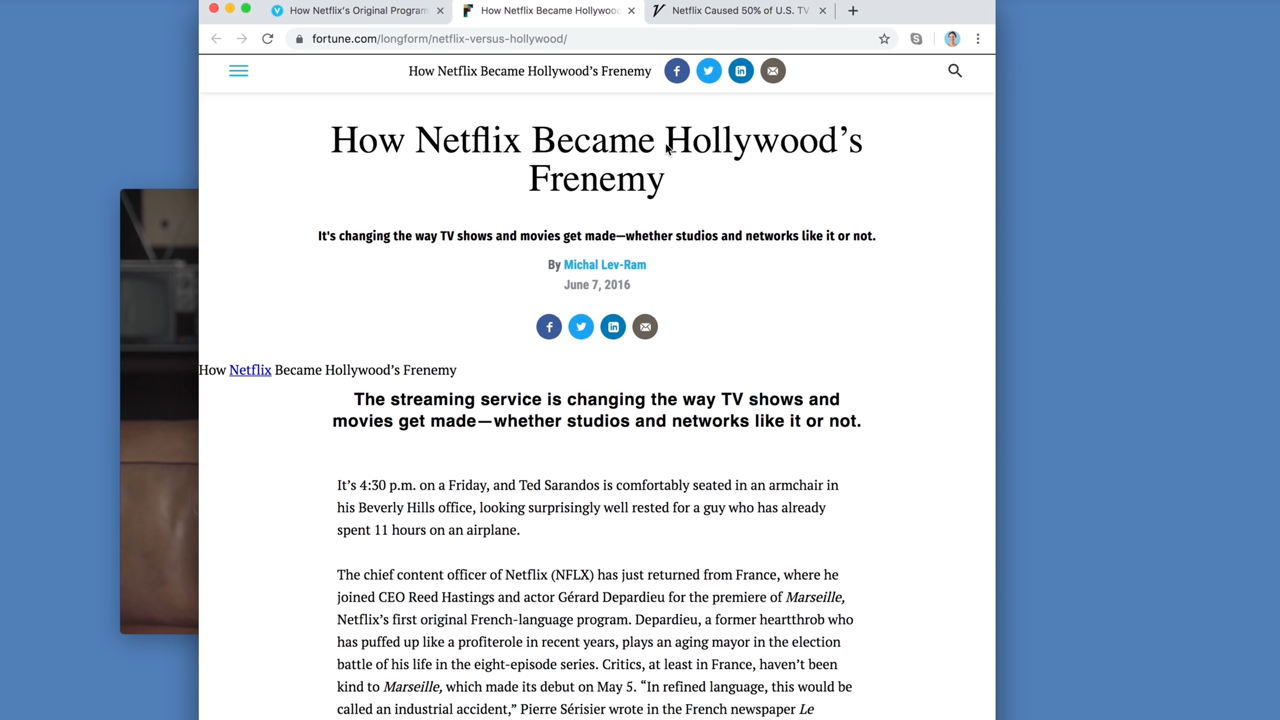 How Netflix's Original Program
How Netflix Became Hollywoo
Netflix Caused 50% of U.S. TV
fortune.com/longform/netflix-versus-hollywood/
How Netflix Became Hollywood's Frenemy
How Netflix Became Hollywood's
Frenemy
It's changing the way TV shows and movies get made—whether studios and networks like it or not.
By Michal Lev-Ram
June 7, 2016
How Netflix Became Hollywood's Frenemy
The streaming service is changing the way TV shows and
movies get made—whether studios and networks like it or not.
It's 4:30 p.m. on a Friday, and Ted Sarandos is comfortably seated in an armchair in
his Beverly Hills office, looking surprisingly well rested for a guy who has already
spent 11 hours on an airplane.
The chief content officer of Netflix (NFLX) has just returned from France, where he
joined CEO Reed Hastings and actor Gérard Depardieu for the premiere of Marseille,
Netflix's first original French-language program. Depardieu, a former heartthrob who
has puffed up like a profiterole in recent years, plays an aging mayor in the election
battle of his life in the eight-episode series. Critics, at least in France, haven't been
kind to Marseille, which made its debut on May 5. “In refined language, this would be
called an industrial accident,” Pierre Sérisier wrote in the French newspaper Le